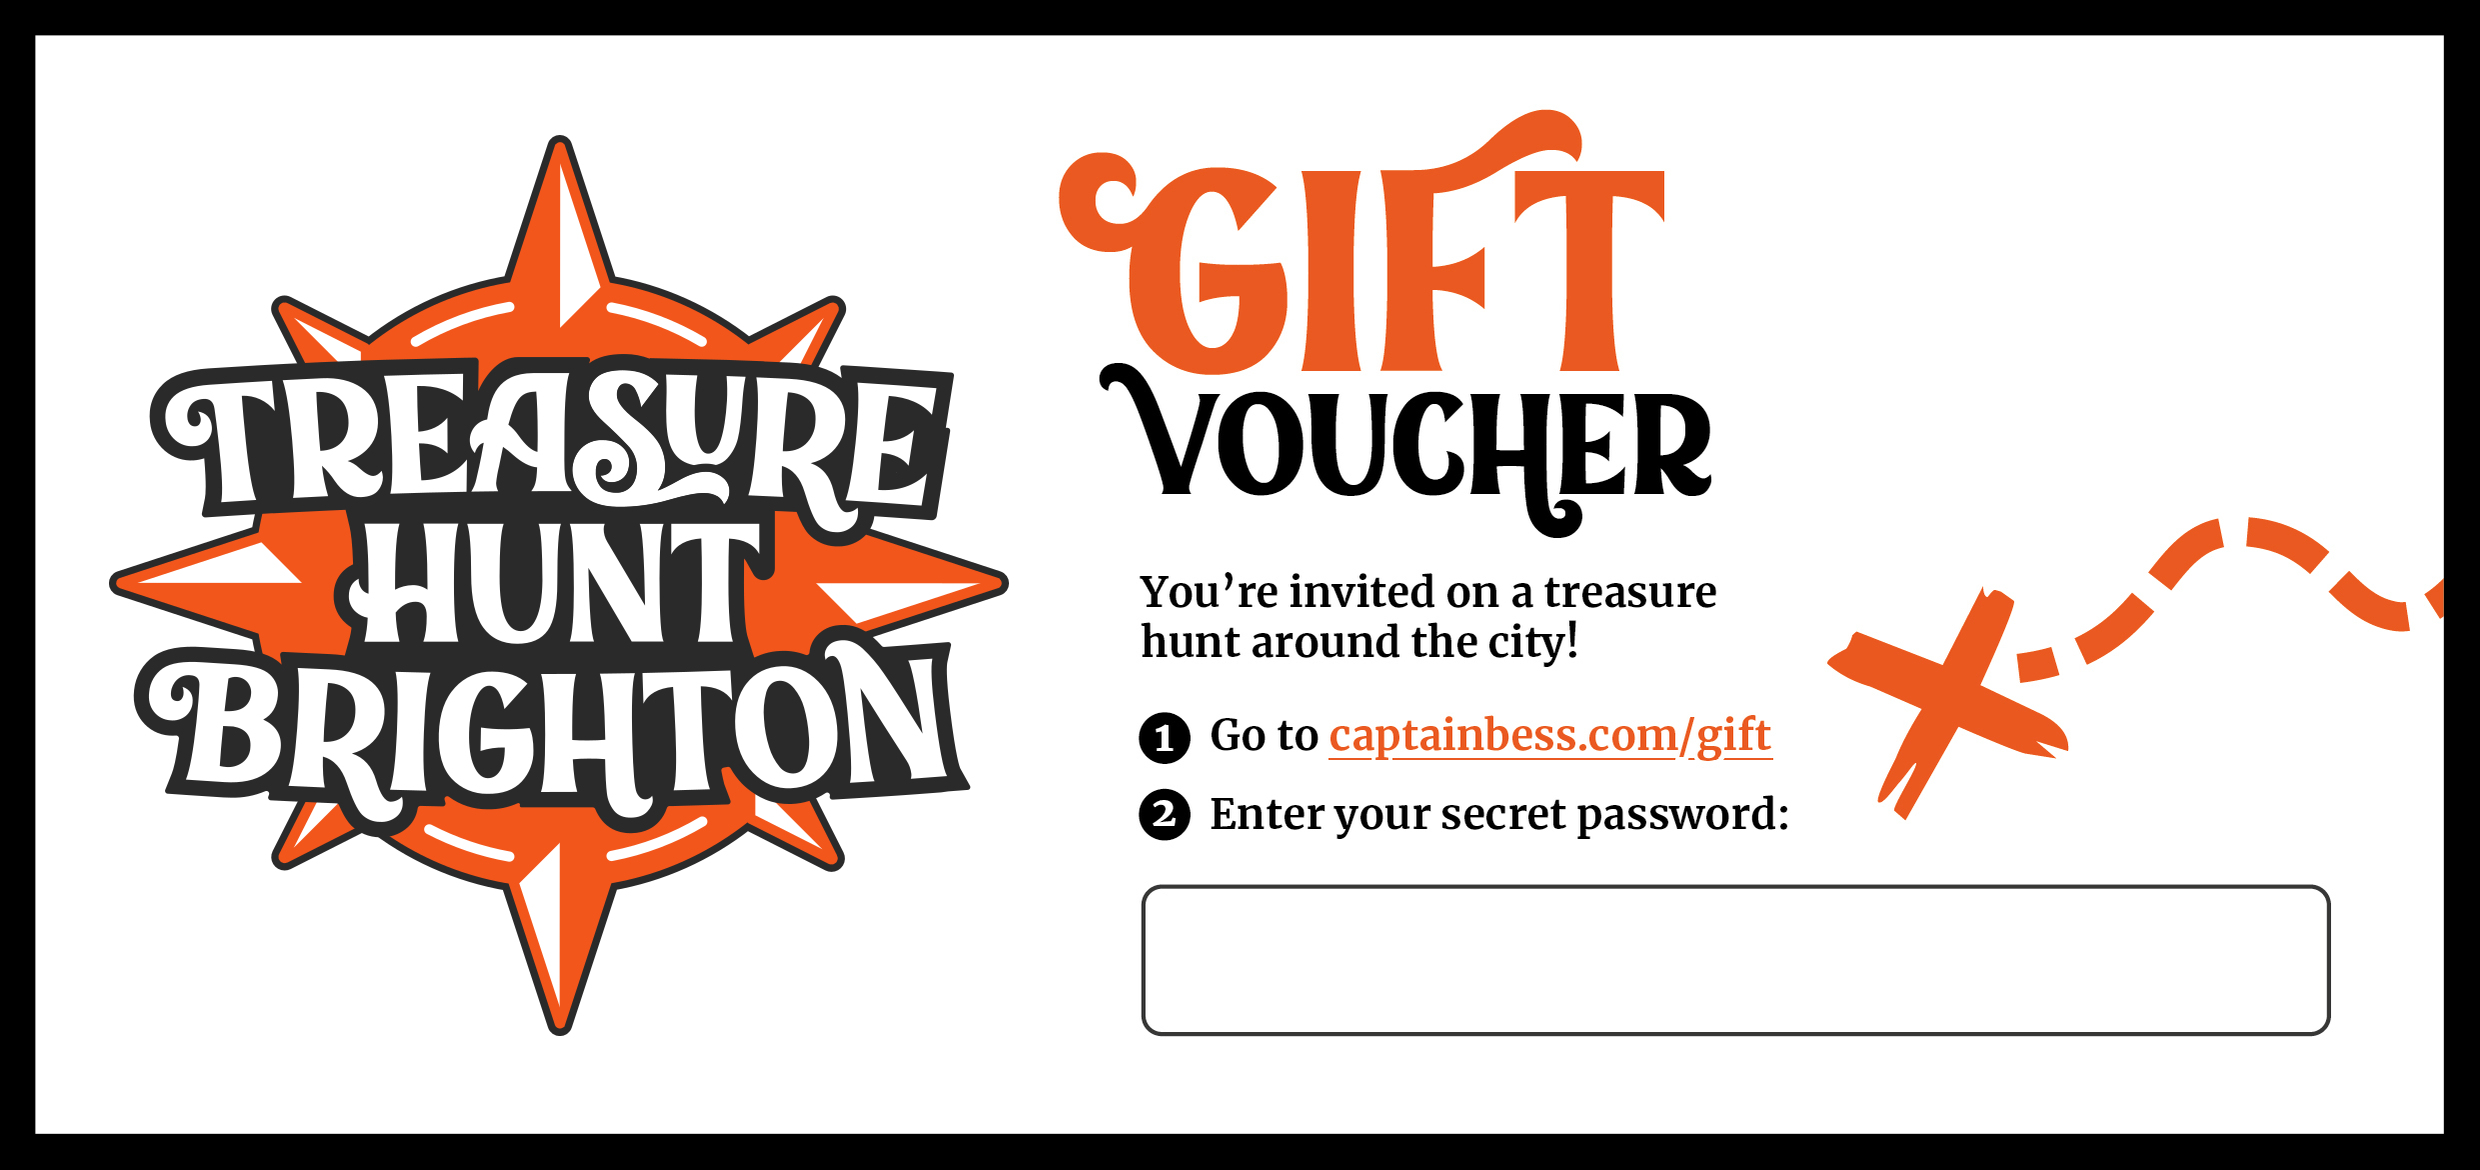 TREASURE
HUNT
BRIGHTON
GIFT
VOUCHER
You’re invited on a treasure
hunt around the city!
1 Go to captainbess.com/gift
2 Enter your secret password: